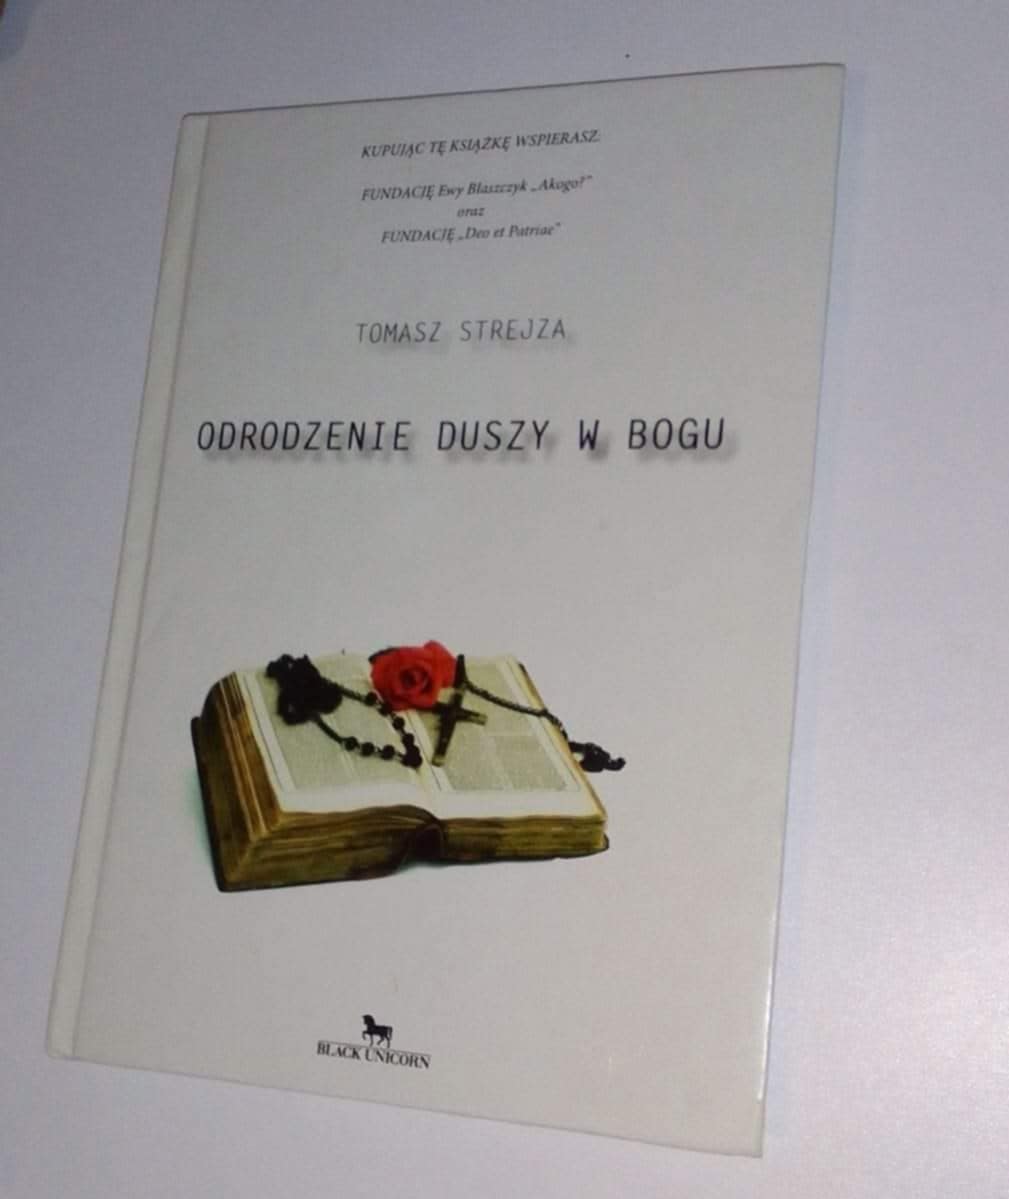 KUPUJĄC TĘ KSIĄŻKĘ WSPIERASZ:
FUNDACJĘ Ewy Błaszczyk „Akogo?”
oraz
FUNDACJĘ „Deo et Patriae”
TOMASZ STREJZA
ODRODZENIE DUSZY W BOGU
BLACK UNICORN